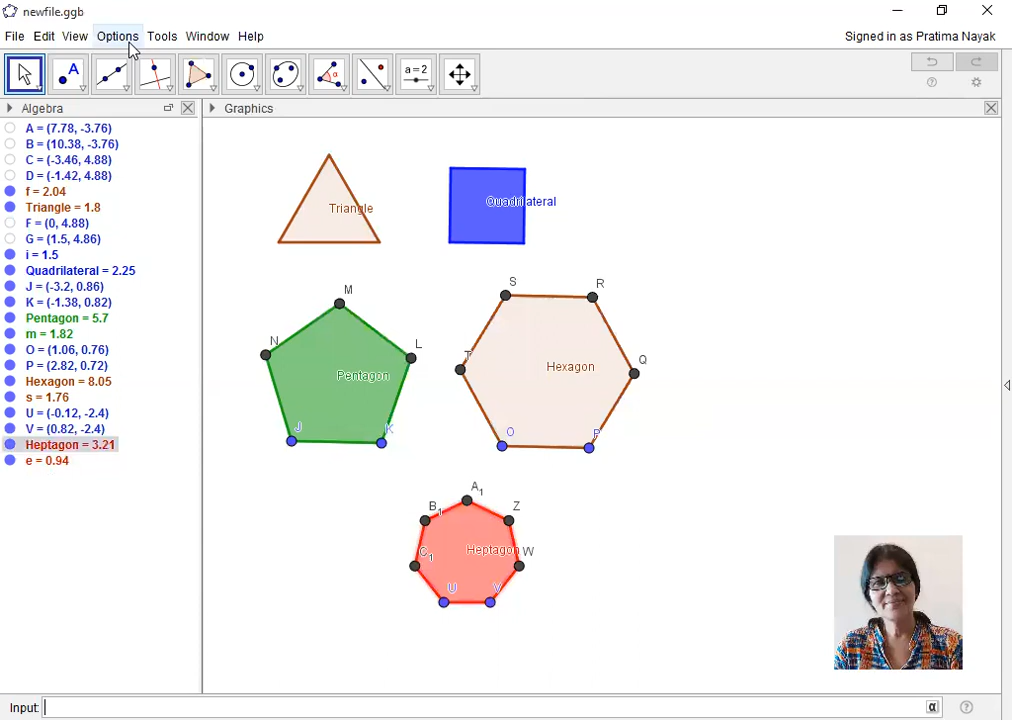 newfile.ggb
File Edit View Options Tools Window Help
Signed in as Pratima Nayak
A
α
a=2
Algebra
Graphics
A = (7.78, -3.76)
B = (10.38, -3.76)
C = (-3.46, 4.88)
D = (-1.42, 4.88)
f = 2.04
Triangle = 1.8
F = (0, 4.88)
G = (1.5, 4.86)
i = 1.5
Quadrilateral = 2.25
J = (-3.2, 0.86)
K = (-1.38, 0.82)
Pentagon = 5.7
m = 1.82
O = (1.06, 0.76)
P = (2.82, 0.72)
Hexagon = 8.05
s = 1.76
U = (-0.12, -2.4)
V = (0.82, -2.4)
Heptagon = 3.21
e = 0.94
Triangle
Quadrilateral
M
N
L
Pentagon
J
K
S
R
T
Q
Hexagon
O
P
A1
B1
Z
C1
Heptagon
W
U
V
Input:
α